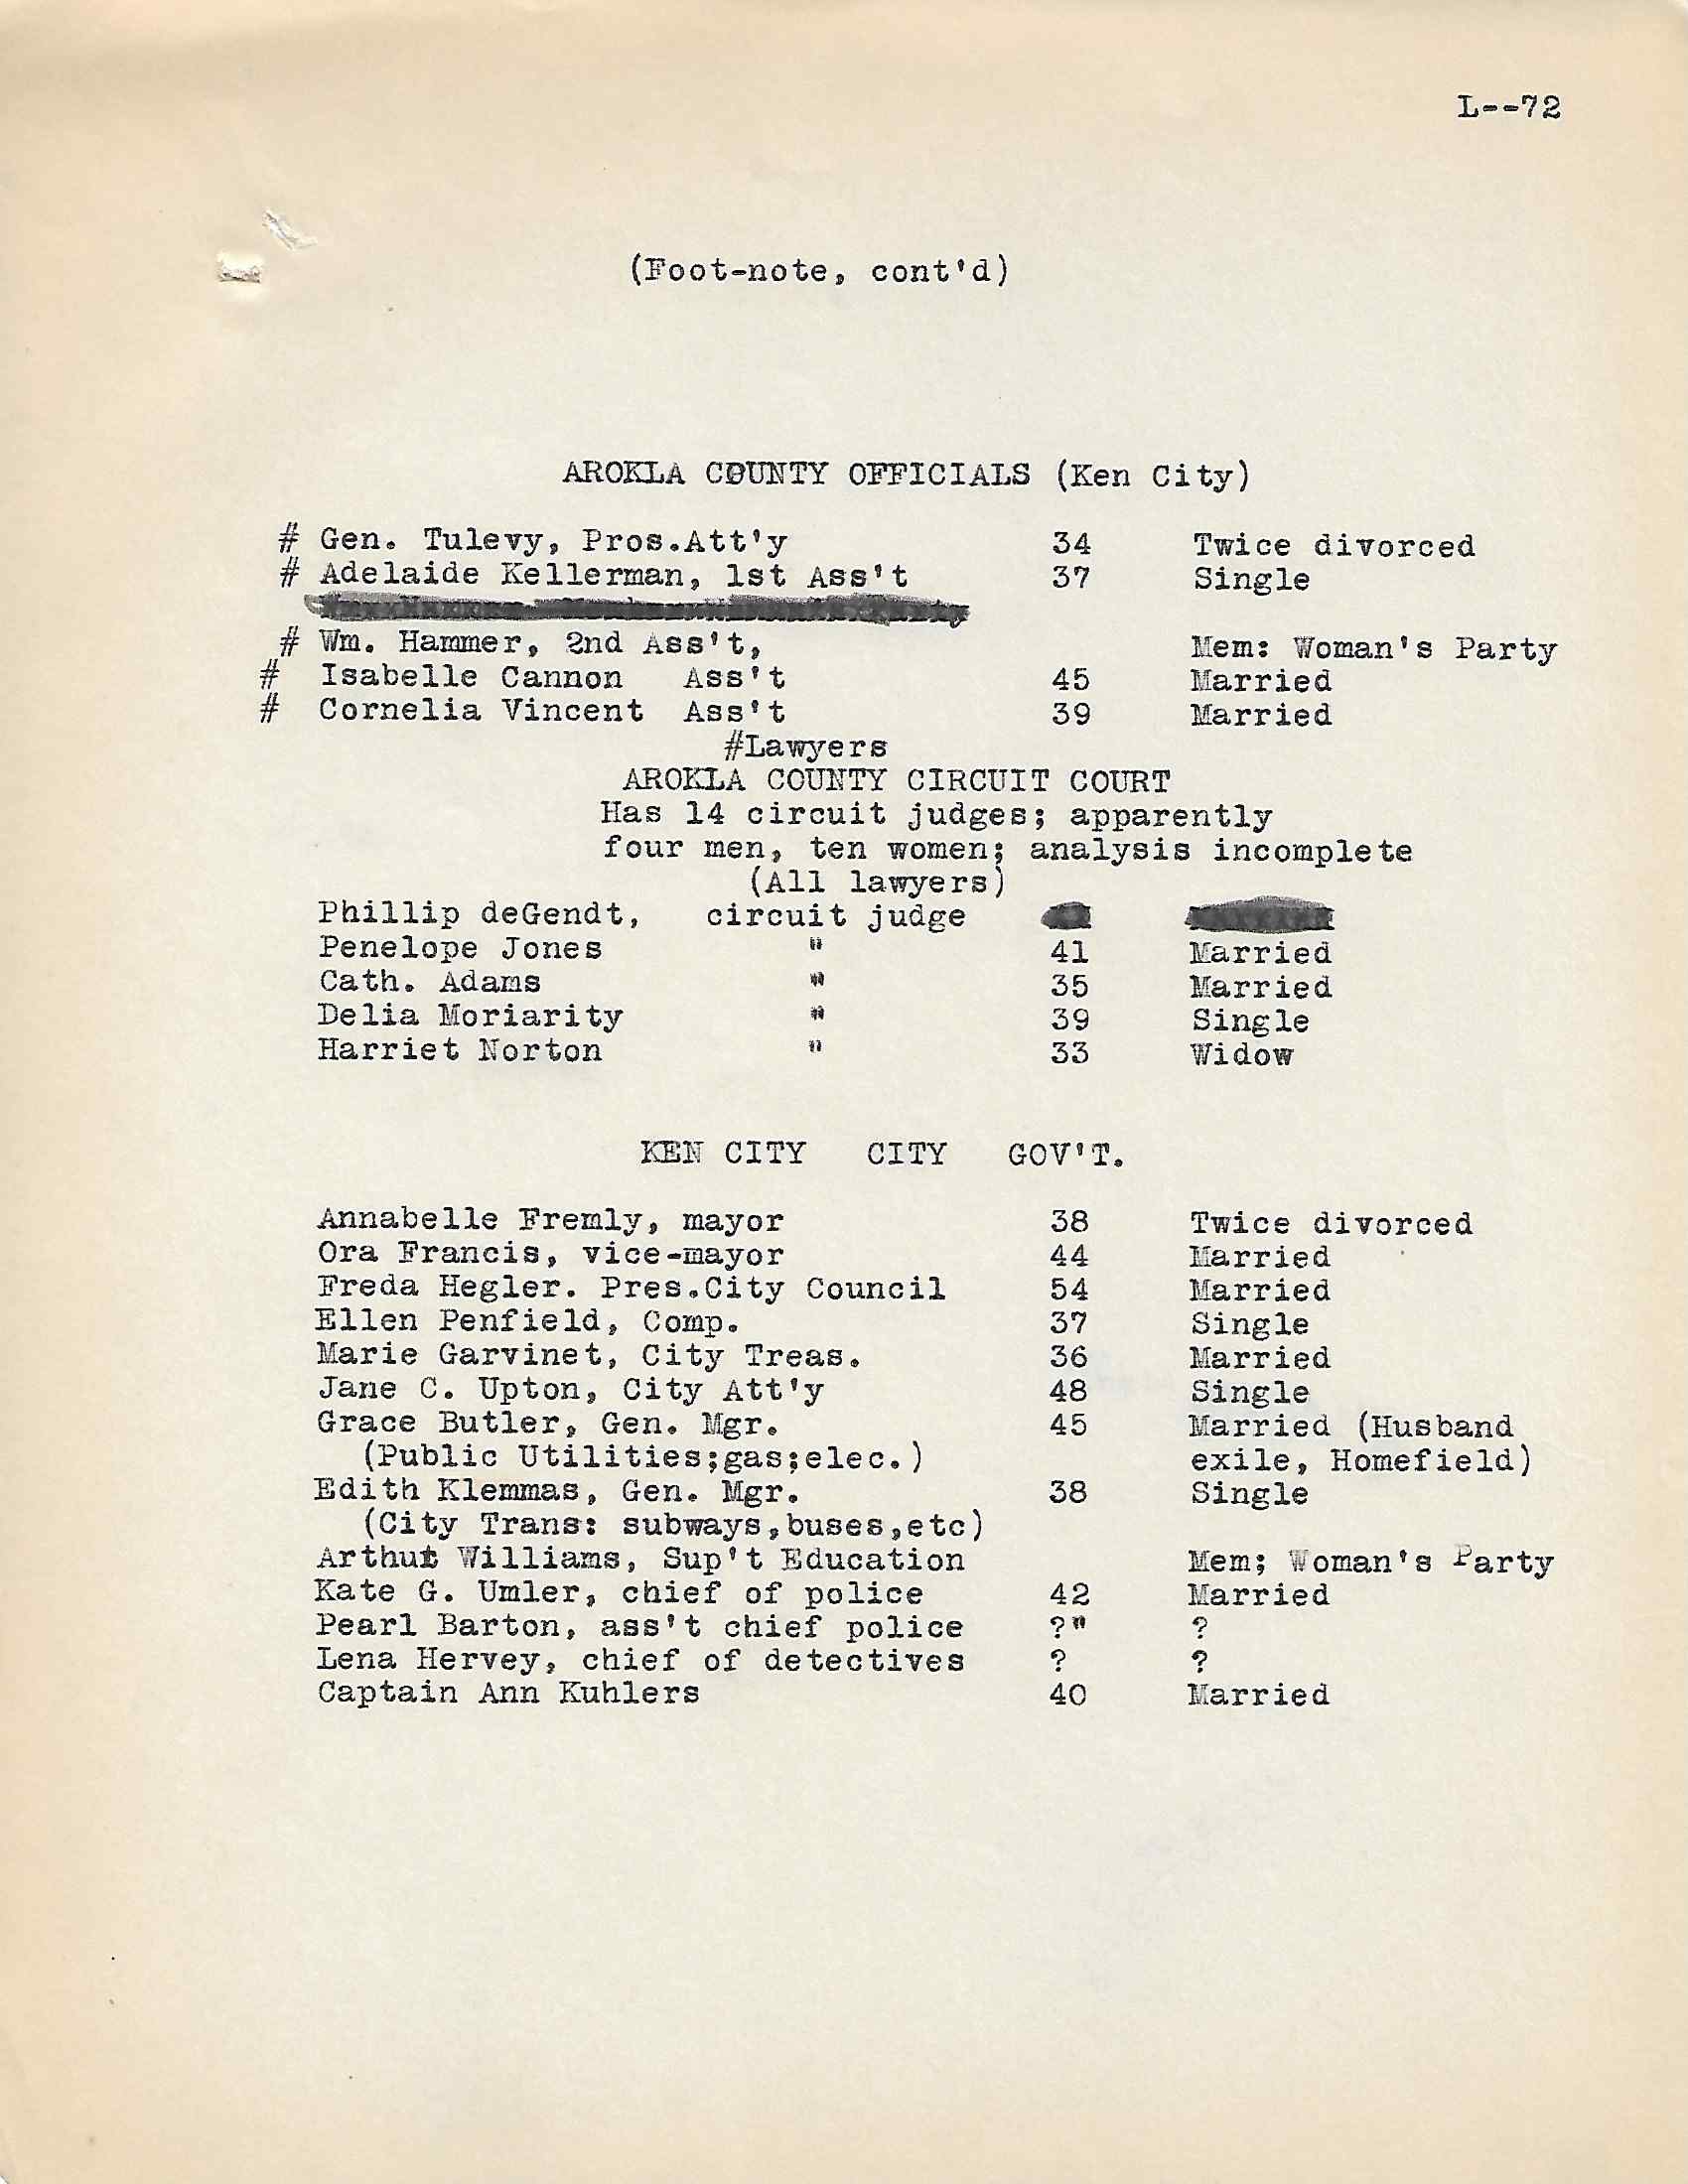 L--72
(Foot-note, cont'd)
AROKLA COUNTY OFFICIALS (Ken City)
# Gen. Tulevy, Pros.Att'y 34 Twice divorced
# Adelaide Kellerman, 1st Ass't 37 Single
# Wm. Hammer, 2nd Ass't, Mem: Woman's Party
# Isabelle Cannon Ass't 45 Married
# Cornelia Vincent Ass't 39 Married
#Lawyers
AROKLA COUNTY CIRCUIT COURT
Has 14 circuit judges; apparently
four men, ten women; analysis incomplete
(All lawyers)
Phillip deGendt, circuit judge
Penelope Jones " 41 Married
Cath. Adams " 35 Married
Delia Moriarity " 39 Single
Harriet Norton " 33 Widow
KEN CITY CITY GOV'T.
Annabelle Fremly, mayor 38 Twice divorced
Ora Francis, vice-mayor 44 Married
Freda Hegler. Pres.City Council 54 Married
Ellen Penfield, Comp. 37 Single
Marie Garvinet, City Treas. 36 Married
Jane C. Upton, City Att'y 48 Single
Grace Butler, Gen. Mgr. 45 Married (Husband
(Public Utilities;gas;elec.) exile, Homefield)
Edith Klemmas, Gen. Mgr. 38 Single
(City Trans: subways,buses,etc)
Arthur Williams, Sup't Education Mem; Woman's Party
Kate G. Umler, chief of police 42 Married
Pearl Barton, ass't chief police ?" ?
Lena Hervey, chief of detectives ? ?
Captain Ann Kuhlers 40 Married